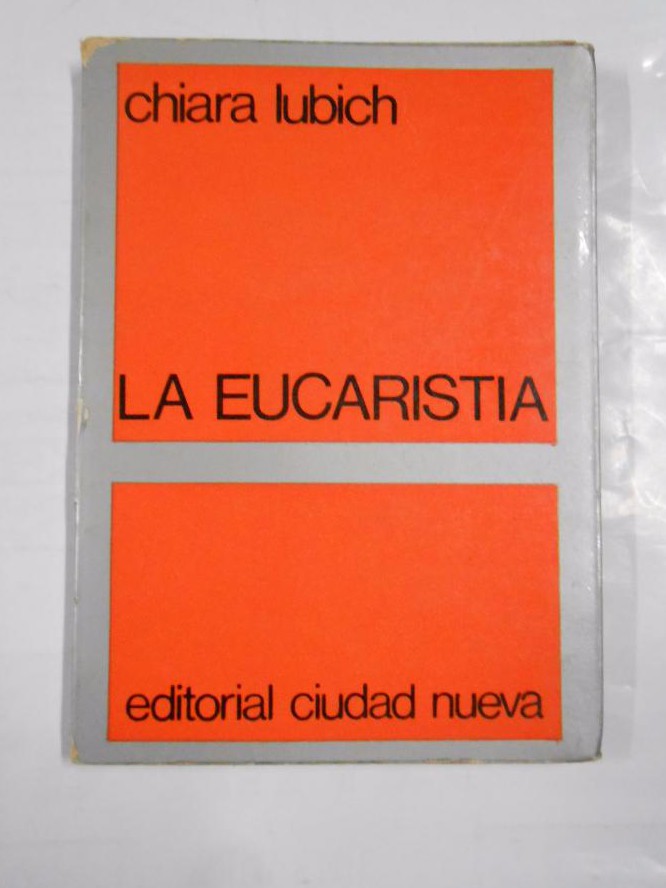 chiara lubich
LA EUCARISTIA
editorial ciudad nueva